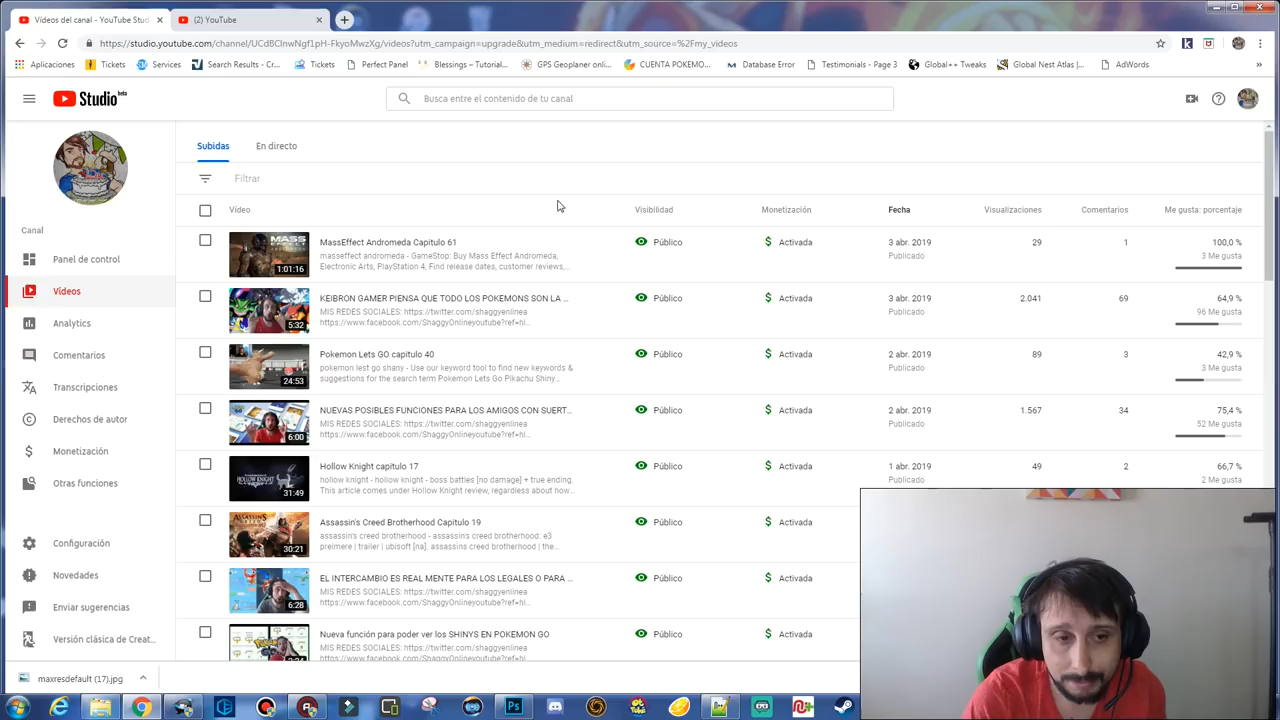 Vídeos del canal - YouTube Stud
(2) YouTube
https://studio.youtube.com/channel/UCdBCInwNgf1pH-FkyoMwzXg/videos?utm_campaign=upgrade&utm_medium=redirect&utm_source=%2Fmy_videos
Aplicaciones
Tickets
Services
Search Results - Cr...
Tickets
Perfect Panel
Blessings – Tutorial...
GPS Geoplaner onli...
CUENTA POKEMO...
Database Error
Testimonials - Page 3
Global++ Tweaks
Global Nest Atlas |...
AdWords
Studio beta
Busca entre el contenido de tu canal
Subidas
En directo
Filtrar
Canal
Panel de control
Vídeos
Analytics
Comentarios
Transcripciones
Derechos de autor
Monetización
Otras funciones
Configuración
Novedades
Enviar sugerencias
Versión clásica de Creat...
Vídeo
Visibilidad
Monetización
Fecha
Visualizaciones
Comentarios
Me gusta: porcentaje
MASS EFFECT
1:01:16
MassEffect Andromeda Capitulo 61
masseffect andromeda - GameStop: Buy Mass Effect Andromeda,
Electronic Arts, PlayStation 4, Find release dates, customer reviews,...
Público
Activada
3 abr. 2019
Publicado
29
1
100,0 %
3 Me gusta
5:32
KEIBRON GAMER PIENSA QUE TODO LOS POKEMONS SON LA ...
MIS REDES SOCIALES: https://twitter.com/shaggyenlinea
https://www.facebook.com/ShaggyOnlineyoutube?ref=hl...
Público
Activada
3 abr. 2019
Publicado
2.041
69
64,9 %
96 Me gusta
24:53
Pokemon Lets GO capitulo 40
pokemon lest go shany - Use our keyword tool to find new keywords &
suggestions for the search term Pokemon Lets Go Pikachu Shiny...
Público
Activada
2 abr. 2019
Publicado
89
3
42,9 %
3 Me gusta
6:00
NUEVAS POSIBLES FUNCIONES PARA LOS AMIGOS CON SUERT...
MIS REDES SOCIALES: https://twitter.com/shaggyenlinea
https://www.facebook.com/ShaggyOnlineyoutube?ref=hl...
Público
Activada
2 abr. 2019
Publicado
1.567
34
75,4 %
52 Me gusta
HOLLOW KNIGHT
31:49
Hollow Knight capitulo 17
hollow knight - hollow knight - boss battles [no damage] + true ending.
This article comes under Hollow Knight review, regardless about how...
Público
Activada
1 abr. 2019
Publicado
49
2
66,7 %
2 Me gusta
ASSASSIN'S
30:21
Assassin's Creed Brotherhood Capitulo 19
assassin's creed brotherhood - assassin's creed brotherhood: e3
preimere | trailer | ubisoft [na]. assassins creed brotherhood | the...
Público
Activada
6:28
EL INTERCAMBIO ES REAL MENTE PARA LOS LEGALES O PARA ...
MIS REDES SOCIALES: https://twitter.com/shaggyenlinea
https://www.facebook.com/ShaggyOnlineyoutube?ref=hl...
Público
Activada
Nueva función para poder ver los SHINYS EN POKEMON GO
MIS REDES SOCIALES: https://twitter.com/shaggyenlinea
Público
Activada
maxresdefault (17).jpg